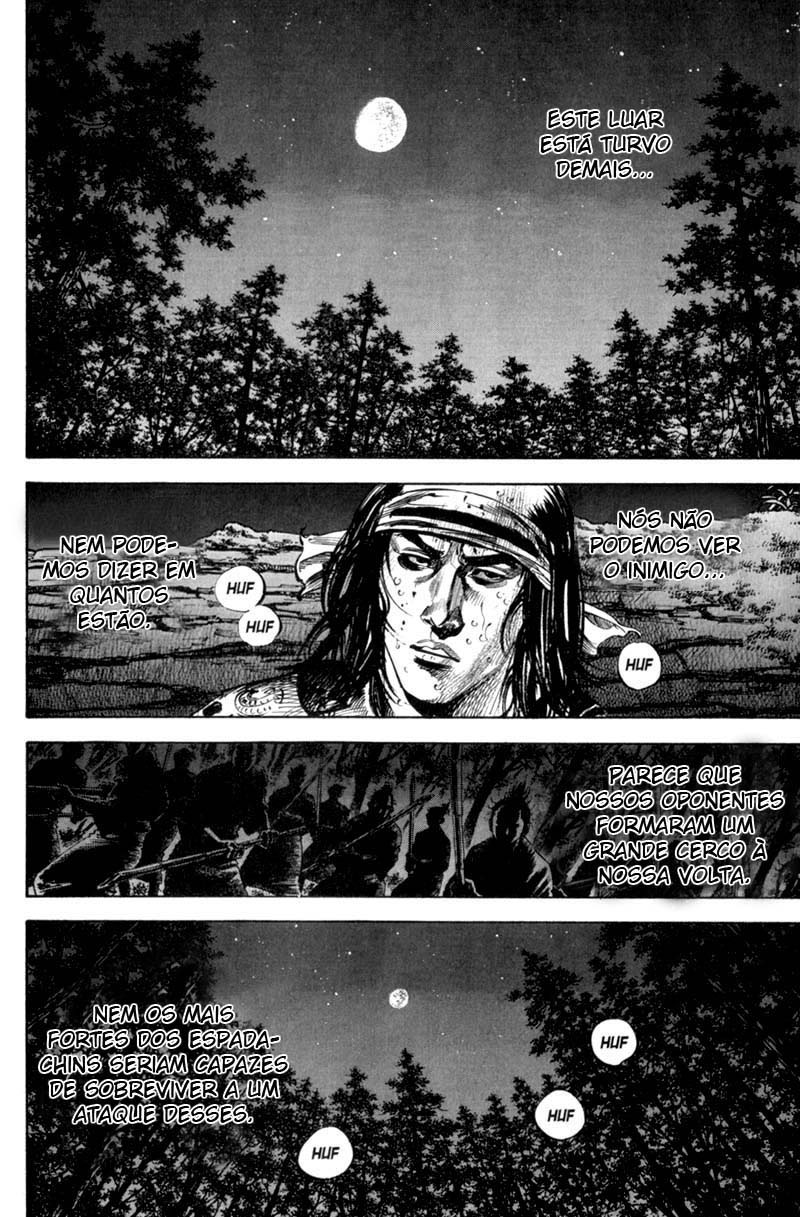 ESTE LUAR
ESTÁ TURVO
DEMAIS...
NÓS NÃO
PODEMOS VER
O INIMIGO...
HUF
NEM PODE-
MOS DIZER EM
QUANTOS
ESTÃO.
HUF
HUF
PARECE QUE
NOSSOS OPONENTES
FORMARAM UM
GRANDE CERCO À
NOSSA VOLTA.
NEM OS MAIS
FORTES DOS ESPADA-
CHINS SERIAM CAPAZES
DE SOBREVIVER A UM
ATAQUE DESSES.
HUF
HUF
HUF